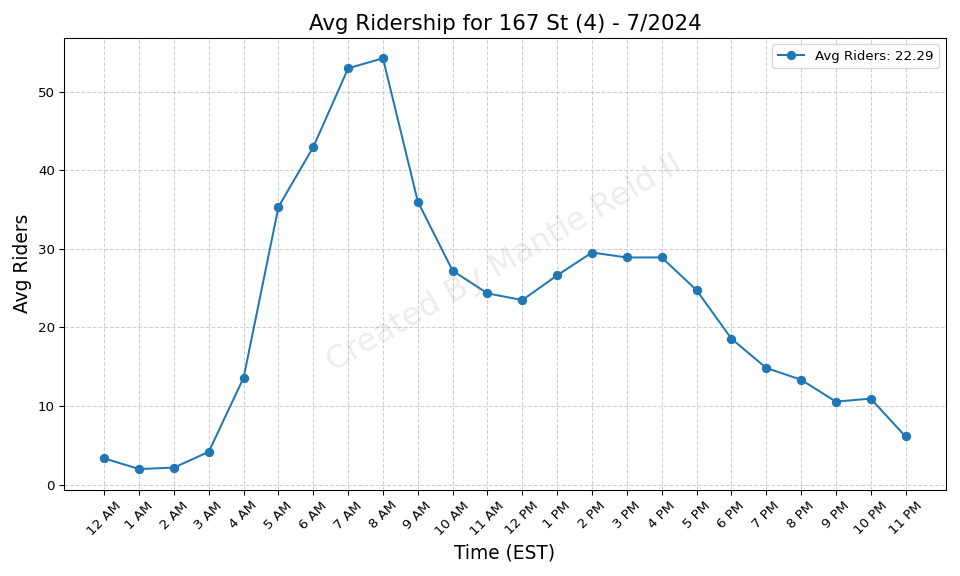 Avg Ridership for 167 St (4) - 7/2024
Avg Riders: 22.29
Avg Riders
50
40
30
20
10
0
Created By Mantie Reid II
12 AM
1 AM
2 AM
3 AM
4 AM
5 AM
6 AM
7 AM
8 AM
9 AM
10 AM
11 AM
12 PM
1 PM
2 PM
3 PM
4 PM
5 PM
6 PM
7 PM
8 PM
9 PM
10 PM
11 PM
Time (EST)